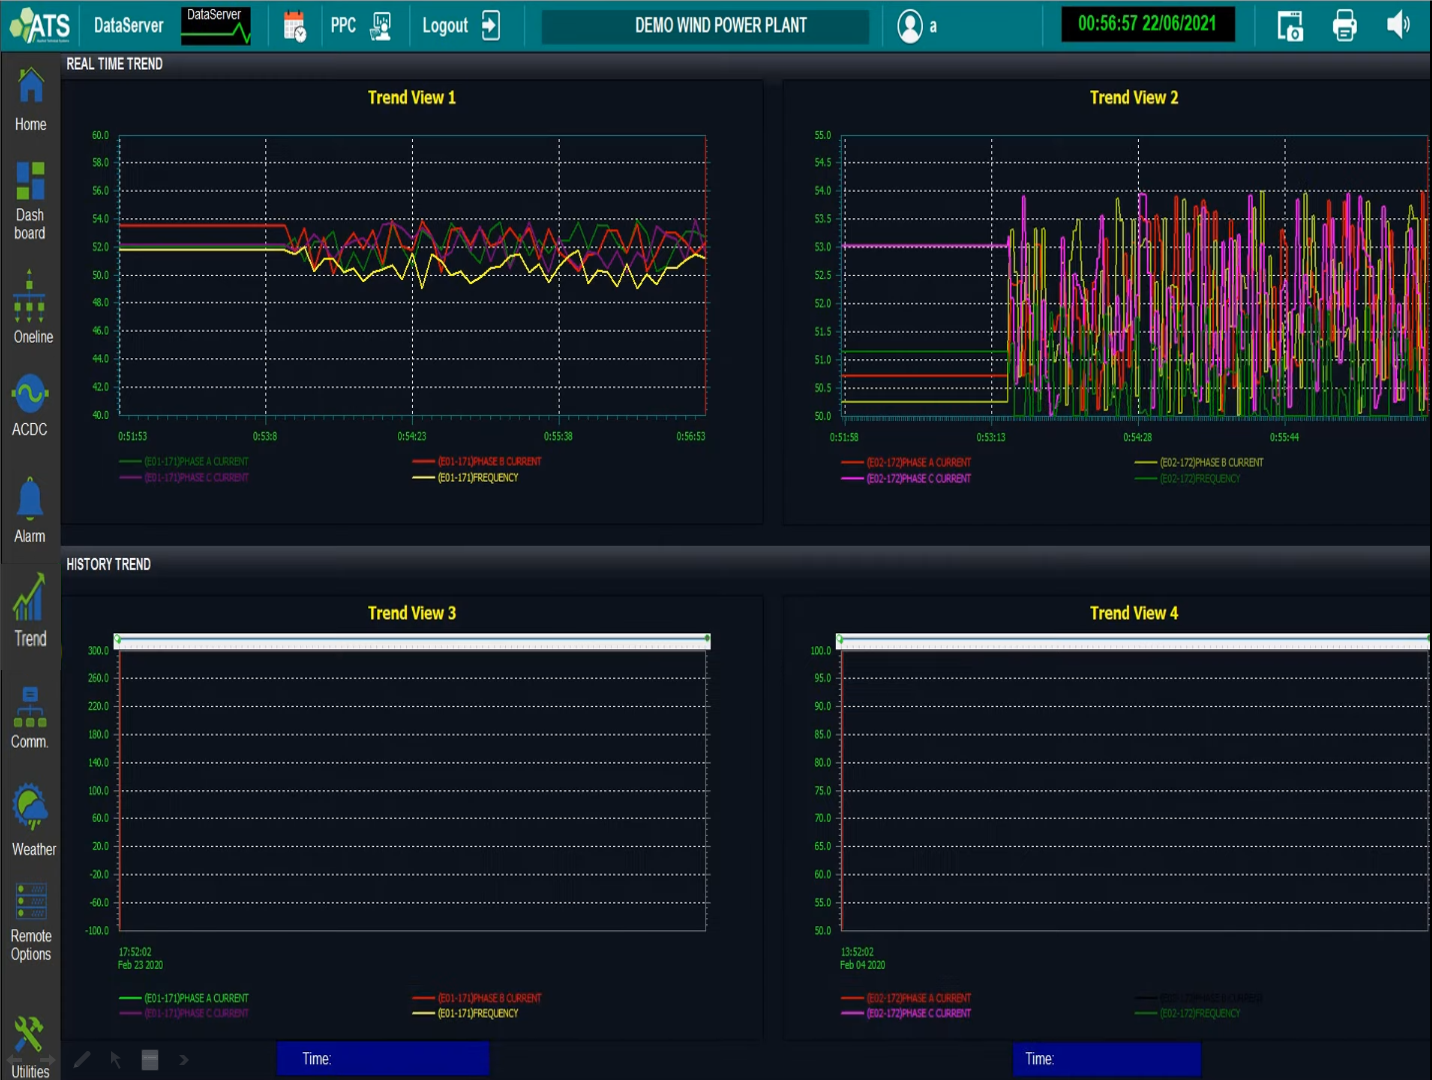 ATS
DataServer
DataServer
PPC
Logout
DEMO WIND POWER PLANT
a
00:56:57 22/06/2021
REAL TIME TREND
Home
Dash
board
Oneline
ACDC
Alarm
Trend
Comm.
Weather
Remote
Options
Utilities
Trend View 1
60.0
58.0
56.0
54.0
52.0
50.0
48.0
46.0
44.0
42.0
40.0
0:51:53
0:53:8
0:54:23
0:55:38
0:56:53
(E01-171)PHASE A CURRENT
(E01-171)PHASE B CURRENT
(E01-171)PHASE C CURRENT
(E01-171)FREQUENCY
Trend View 2
55.0
54.5
54.0
53.5
53.0
52.5
52.0
51.5
51.0
50.5
50.0
0:51:58
0:53:13
0:54:28
0:55:44
(E02-172)PHASE A CURRENT
(E02-172)PHASE B CURRENT
(E02-172)PHASE C CURRENT
(E02-172)FREQUENCY
HISTORY TREND
Trend View 3
300.0
260.0
220.0
180.0
140.0
100.0
60.0
20.0
-20.0
-60.0
-100.0
17:52:02
Feb 23 2020
(E01-171)PHASE A CURRENT
(E01-171)PHASE B CURRENT
(E01-171)PHASE C CURRENT
(E01-171)FREQUENCY
Time:
Trend View 4
100.0
95.0
90.0
85.0
80.0
75.0
70.0
65.0
60.0
55.0
50.0
13:52:02
Feb 04 2020
(E02-172)PHASE A CURRENT
(E02-172)PHASE C CURRENT
(E02-172)FREQUENCY
Time: